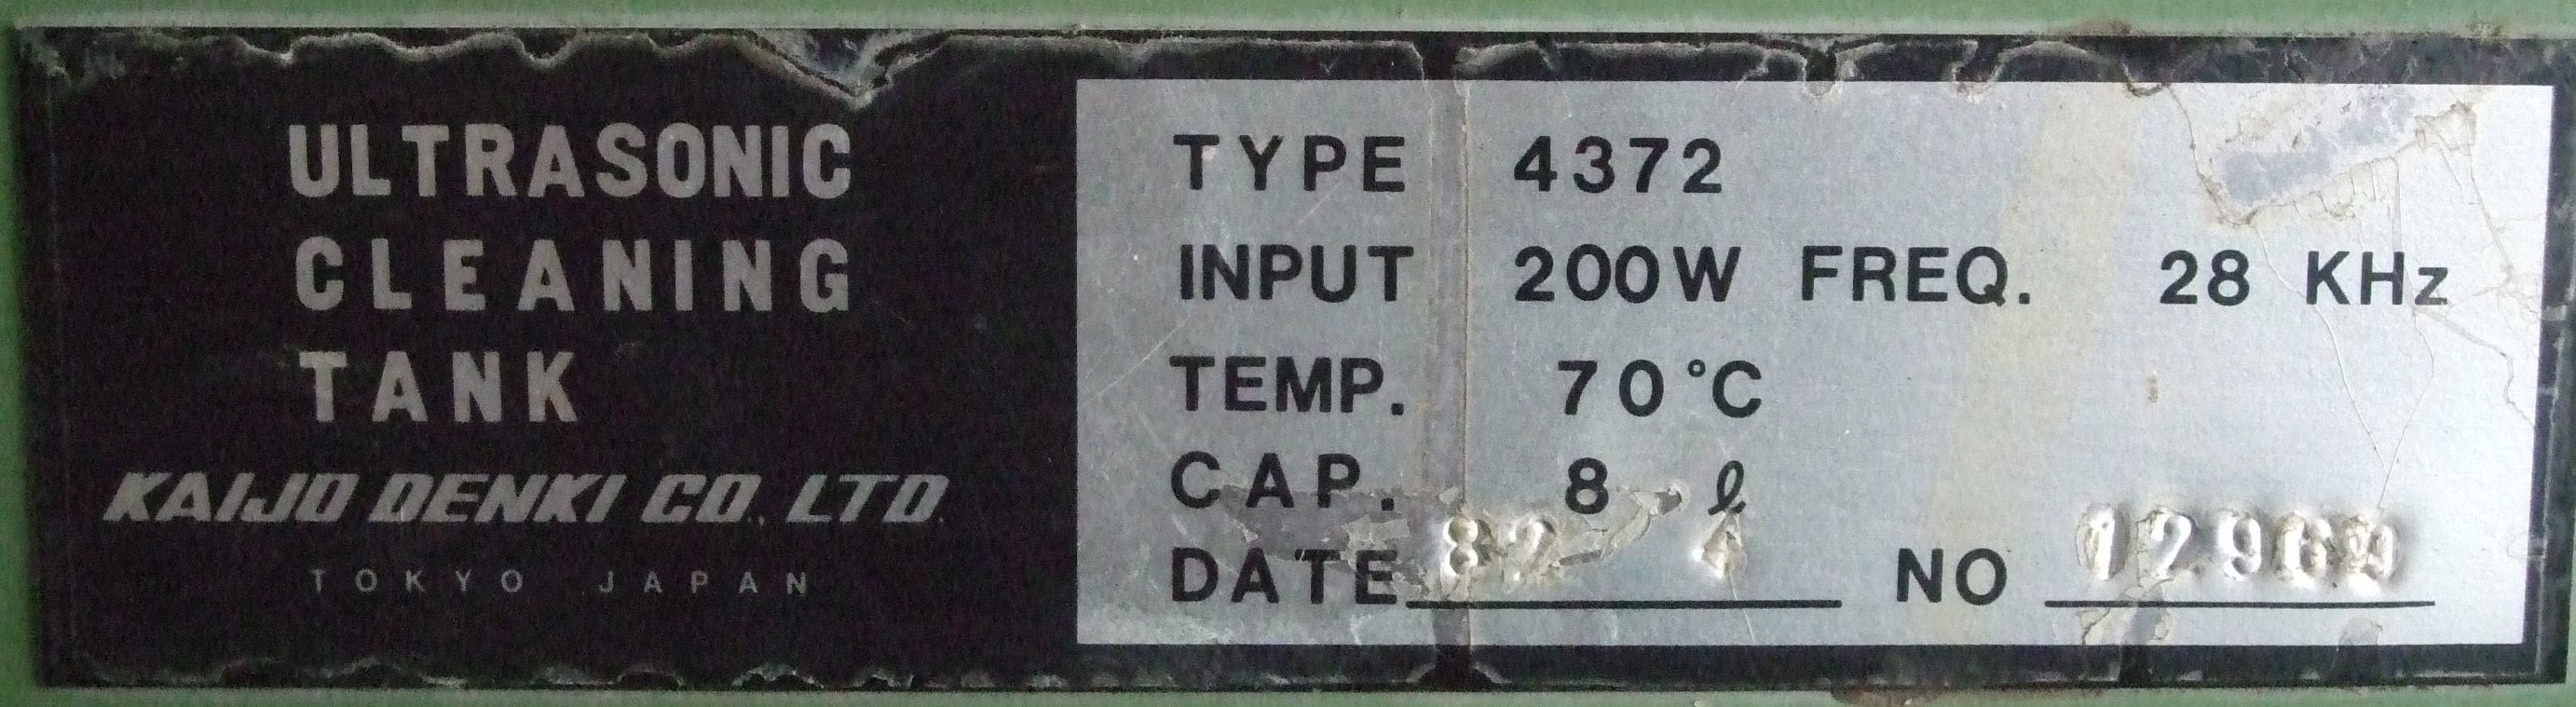 ULTRASONIC
CLEANING
TANK
KAIJO DENKI CO., LTD.
TOKYO JAPAN
TYPE 4372
INPUT 200W FREQ. 28 KHz
TEMP. 70°C
CAP. 8 ℓ
DATE 82 4 NO 12969